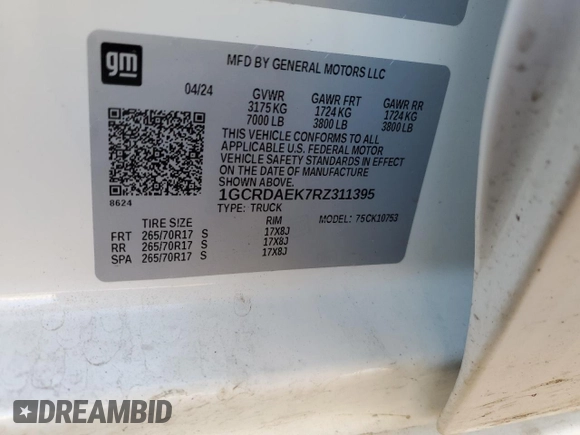 gm
MFD BY GENERAL MOTORS LLC
04/24
GVWR GAWR FRT GAWR RR
3175 KG 1724 KG 1724 KG
7000 LB 3800 LB 3800 LB
THIS VEHICLE CONFORMS TO ALL
APPLICABLE U.S. FEDERAL MOTOR
VEHICLE SAFETY STANDARDS IN EFFECT
ON THE DATE OF MANUFACTURE
SHOWN ABOVE.
8624
1GCRDAEK7RZ311395
TYPE: TRUCK MODEL: 75CK10753
TIRE SIZE RIM
FRT 265/70R17 S 17X8J
RR 265/70R17 S 17X8J
SPA 265/70R17 S 17X8J
DREAMBID